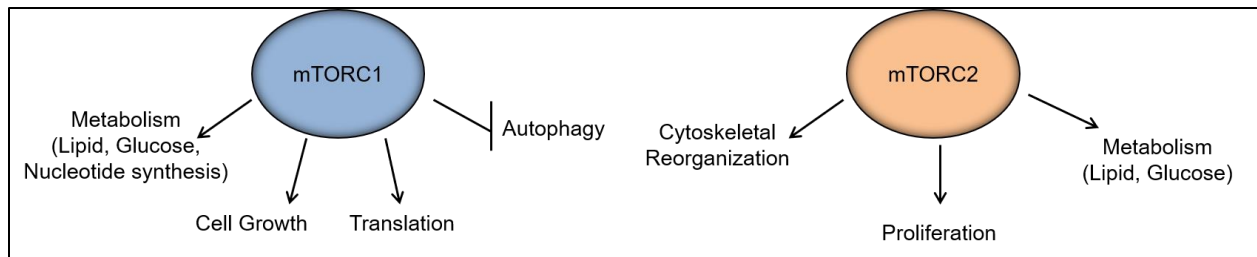 mTORC1
Metabolism
(Lipid, Glucose,
Nucleotide synthesis)
Cell Growth
Translation
Autophagy
mTORC2
Cytoskeletal
Reorganization
Proliferation
Metabolism
(Lipid, Glucose)